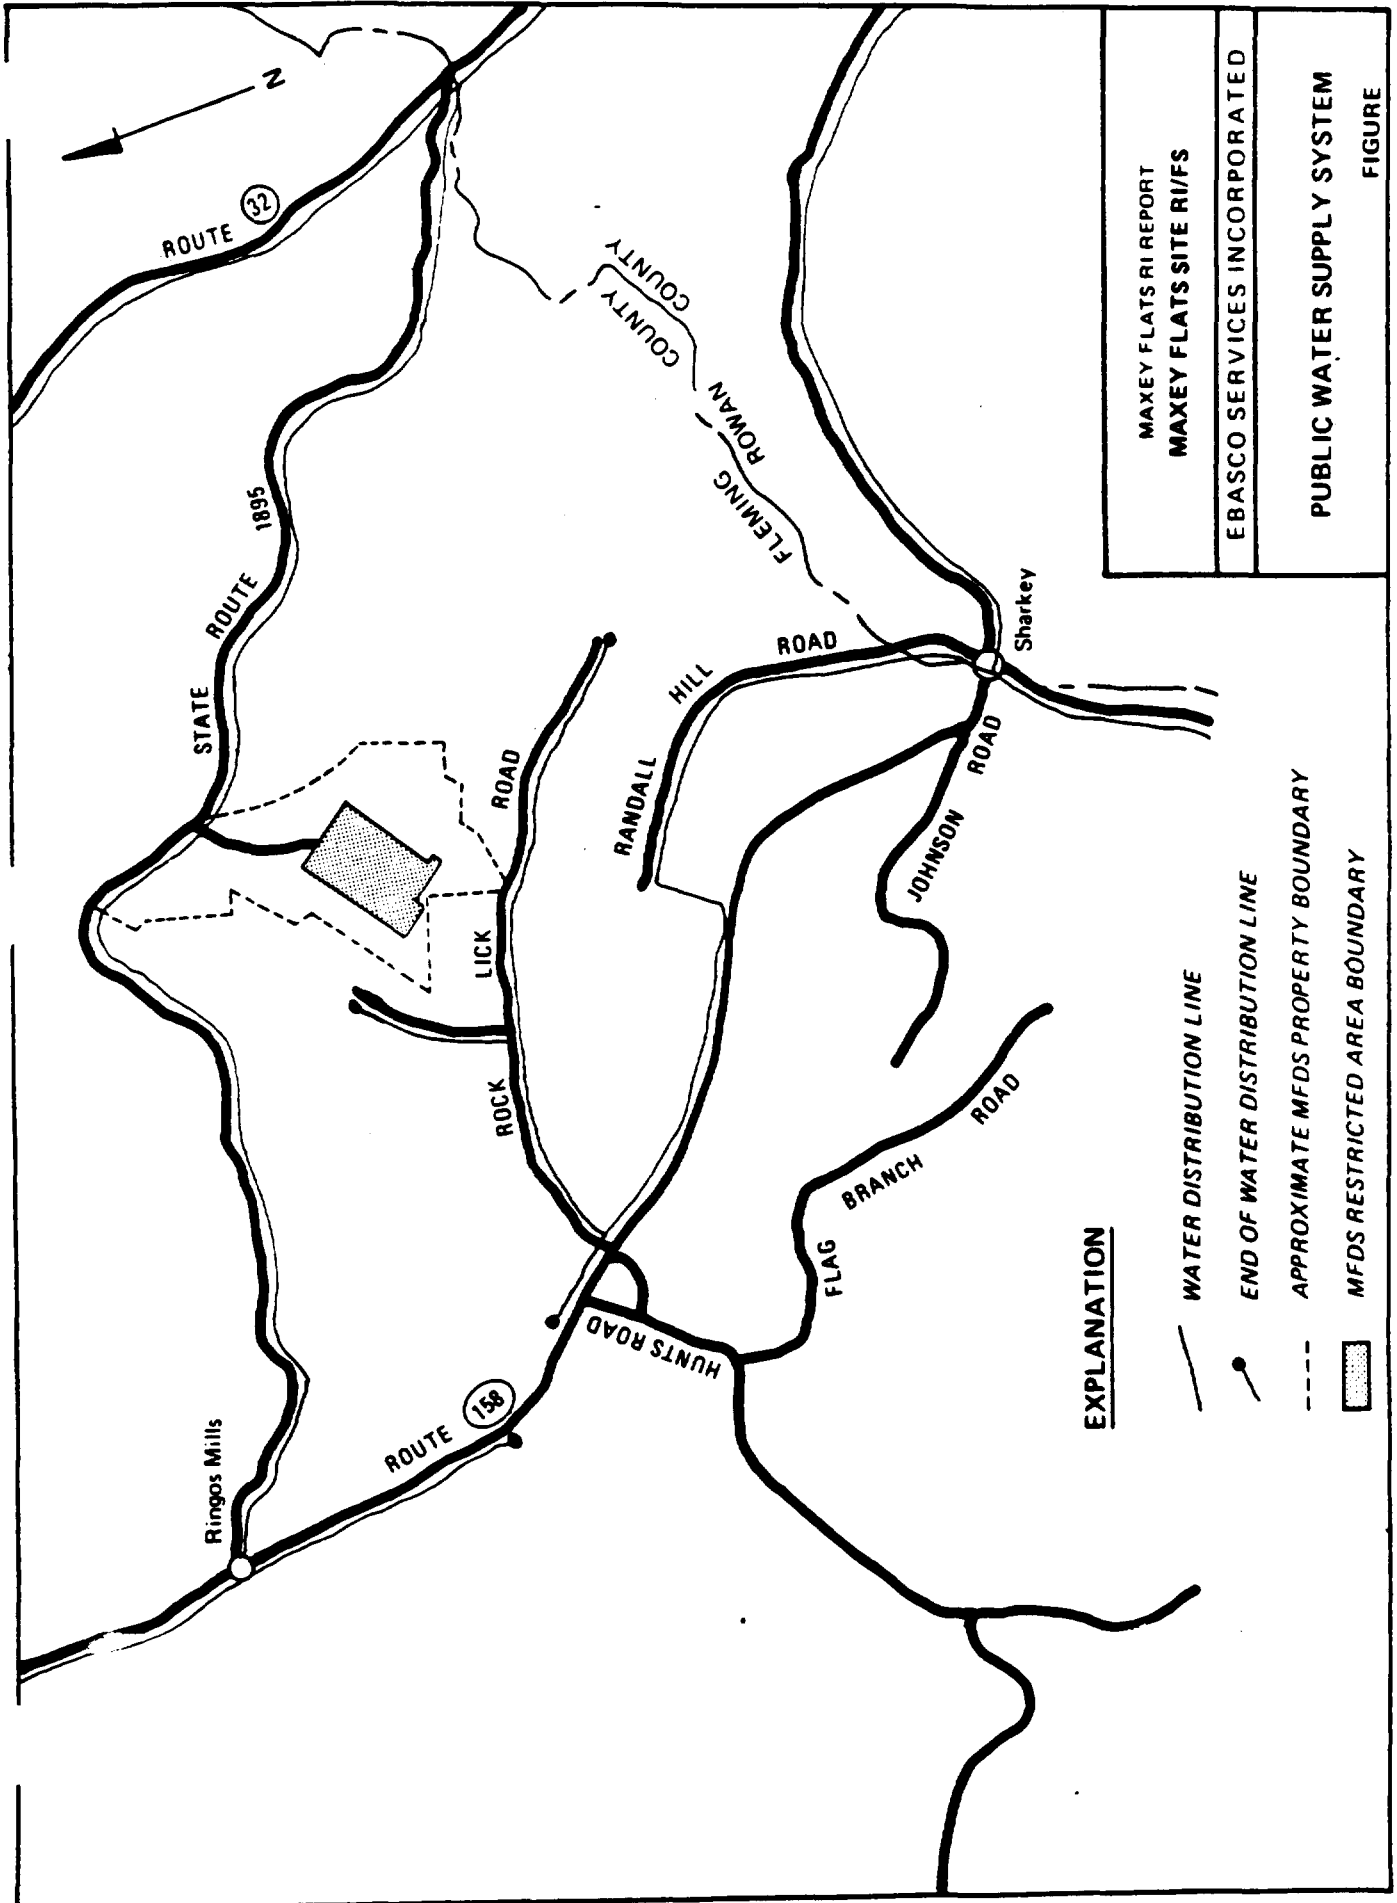 N
ROUTE 32
STATE ROUTE 1895
Ringos Mills
ROUTE 158
ROCK LICK ROAD
RANDALL HILL ROAD
FLEMING COUNTY
ROWAN COUNTY
HUNTS ROAD
FLAG BRANCH ROAD
JOHNSON ROAD
Sharkey
EXPLANATION
WATER DISTRIBUTION LINE
END OF WATER DISTRIBUTION LINE
APPROXIMATE MFDS PROPERTY BOUNDARY
MFDS RESTRICTED AREA BOUNDARY
MAXEY FLATS RI REPORT
MAXEY FLATS SITE RI/FS
EBASCO SERVICES INCORPORATED
PUBLIC WATER SUPPLY SYSTEM
FIGURE